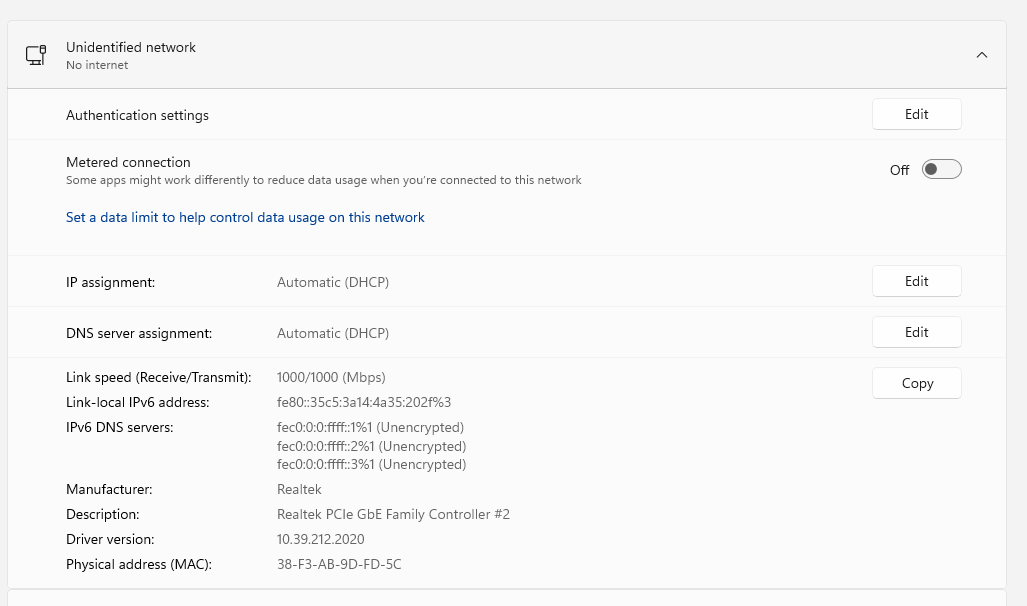 Unidentified network
No internet
Authentication settings
Edit
Metered connection
Some apps might work differently to reduce data usage when you're connected to this network
Off
Set a data limit to help control data usage on this network
IP assignment:
Automatic (DHCP)
Edit
DNS server assignment:
Automatic (DHCP)
Edit
Link speed (Receive/Transmit):
1000/1000 (Mbps)
Copy
Link-local IPv6 address:
fe80::35c5:3a14:4a35:202f%3
IPv6 DNS servers:
fec0:0:0:ffff::1%1 (Unencrypted)
fec0:0:0:ffff::2%1 (Unencrypted)
fec0:0:0:ffff::3%1 (Unencrypted)
Manufacturer:
Realtek
Description:
Realtek PCIe GbE Family Controller #2
Driver version:
10.39.212.2020
Physical address (MAC):
38-F3-AB-9D-FD-5C